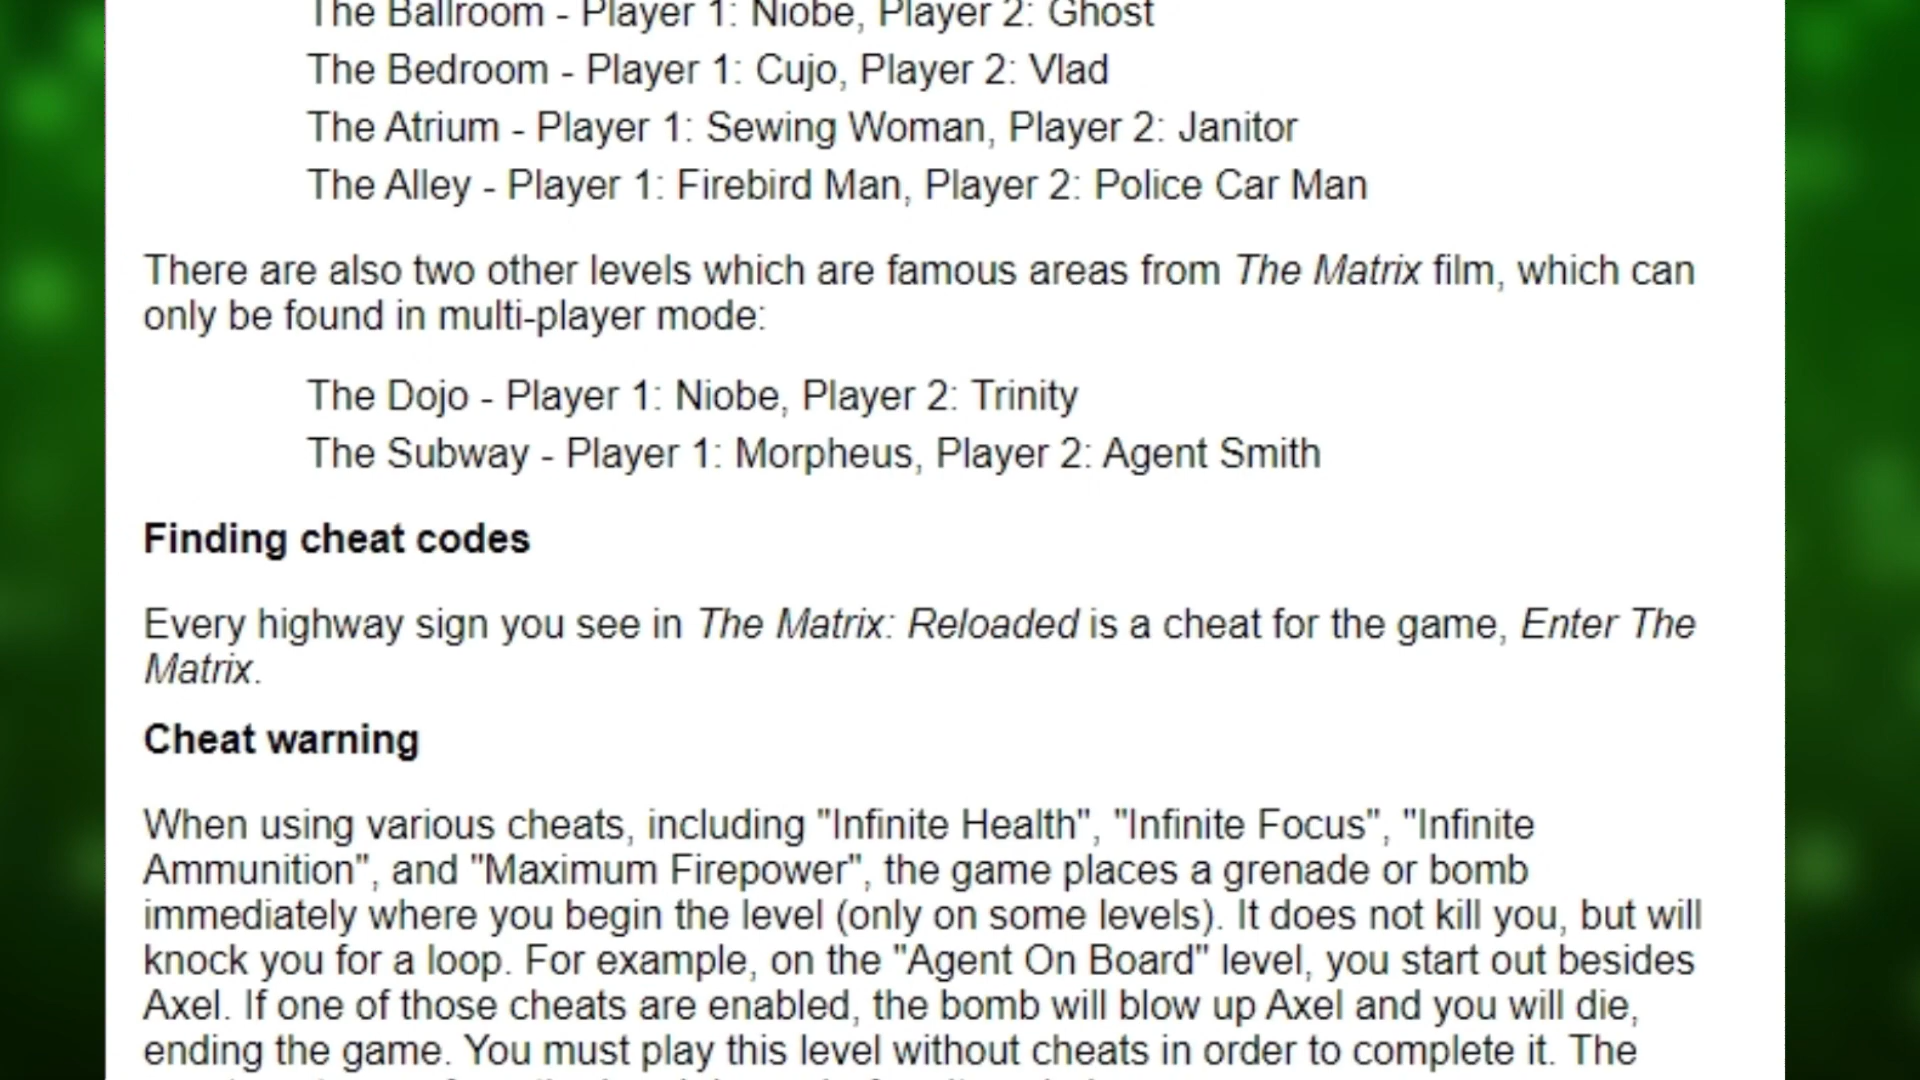 The Ballroom - Player 1: Niobe, Player 2: Ghost
The Bedroom - Player 1: Cujo, Player 2: Vlad
The Atrium - Player 1: Sewing Woman, Player 2: Janitor
The Alley - Player 1: Firebird Man, Player 2: Police Car Man
There are also two other levels which are famous areas from The Matrix film, which can
only be found in multi-player mode:
The Dojo - Player 1: Niobe, Player 2: Trinity
The Subway - Player 1: Morpheus, Player 2: Agent Smith
Finding cheat codes
Every highway sign you see in The Matrix: Reloaded is a cheat for the game, Enter The
Matrix.
Cheat warning
When using various cheats, including "Infinite Health", "Infinite Focus", "Infinite
Ammunition", and "Maximum Firepower", the game places a grenade or bomb
immediately where you begin the level (only on some levels). It does not kill you, but will
knock you for a loop. For example, on the "Agent On Board" level, you start out besides
Axel. If one of those cheats are enabled, the bomb will blow up Axel and you will die,
ending the game. You must play this level without cheats in order to complete it. The